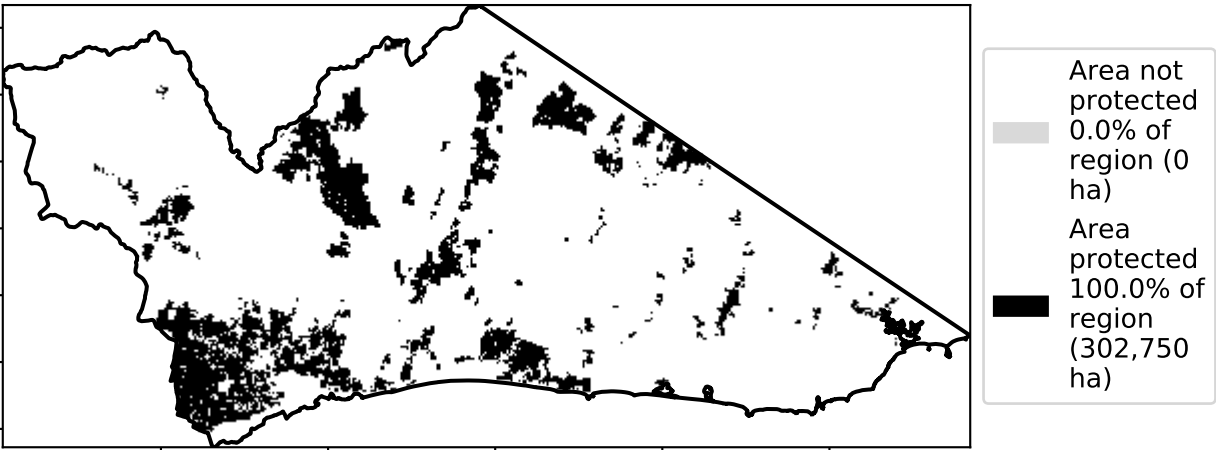 Area not
protected
0.0% of
region (0
ha)
Area
protected
100.0% of
region
(302,750
ha)